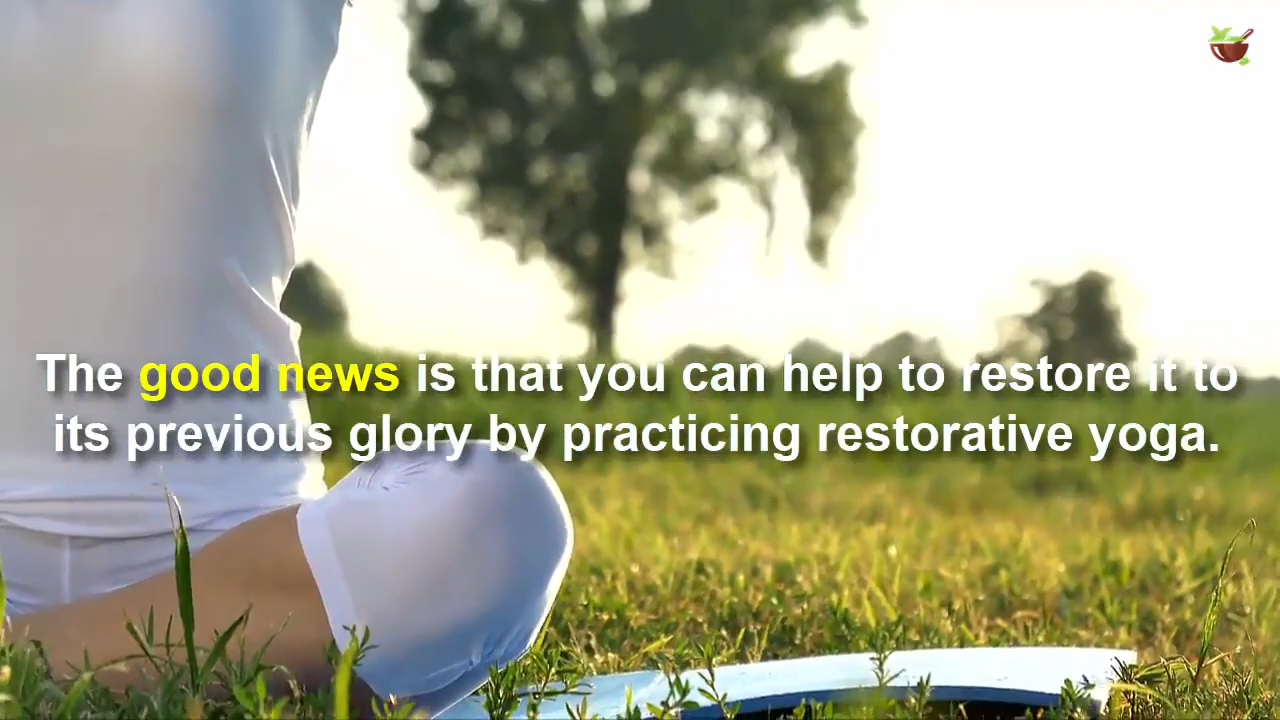 The good news is that you can help to restore it to
its previous glory by practicing restorative yoga.